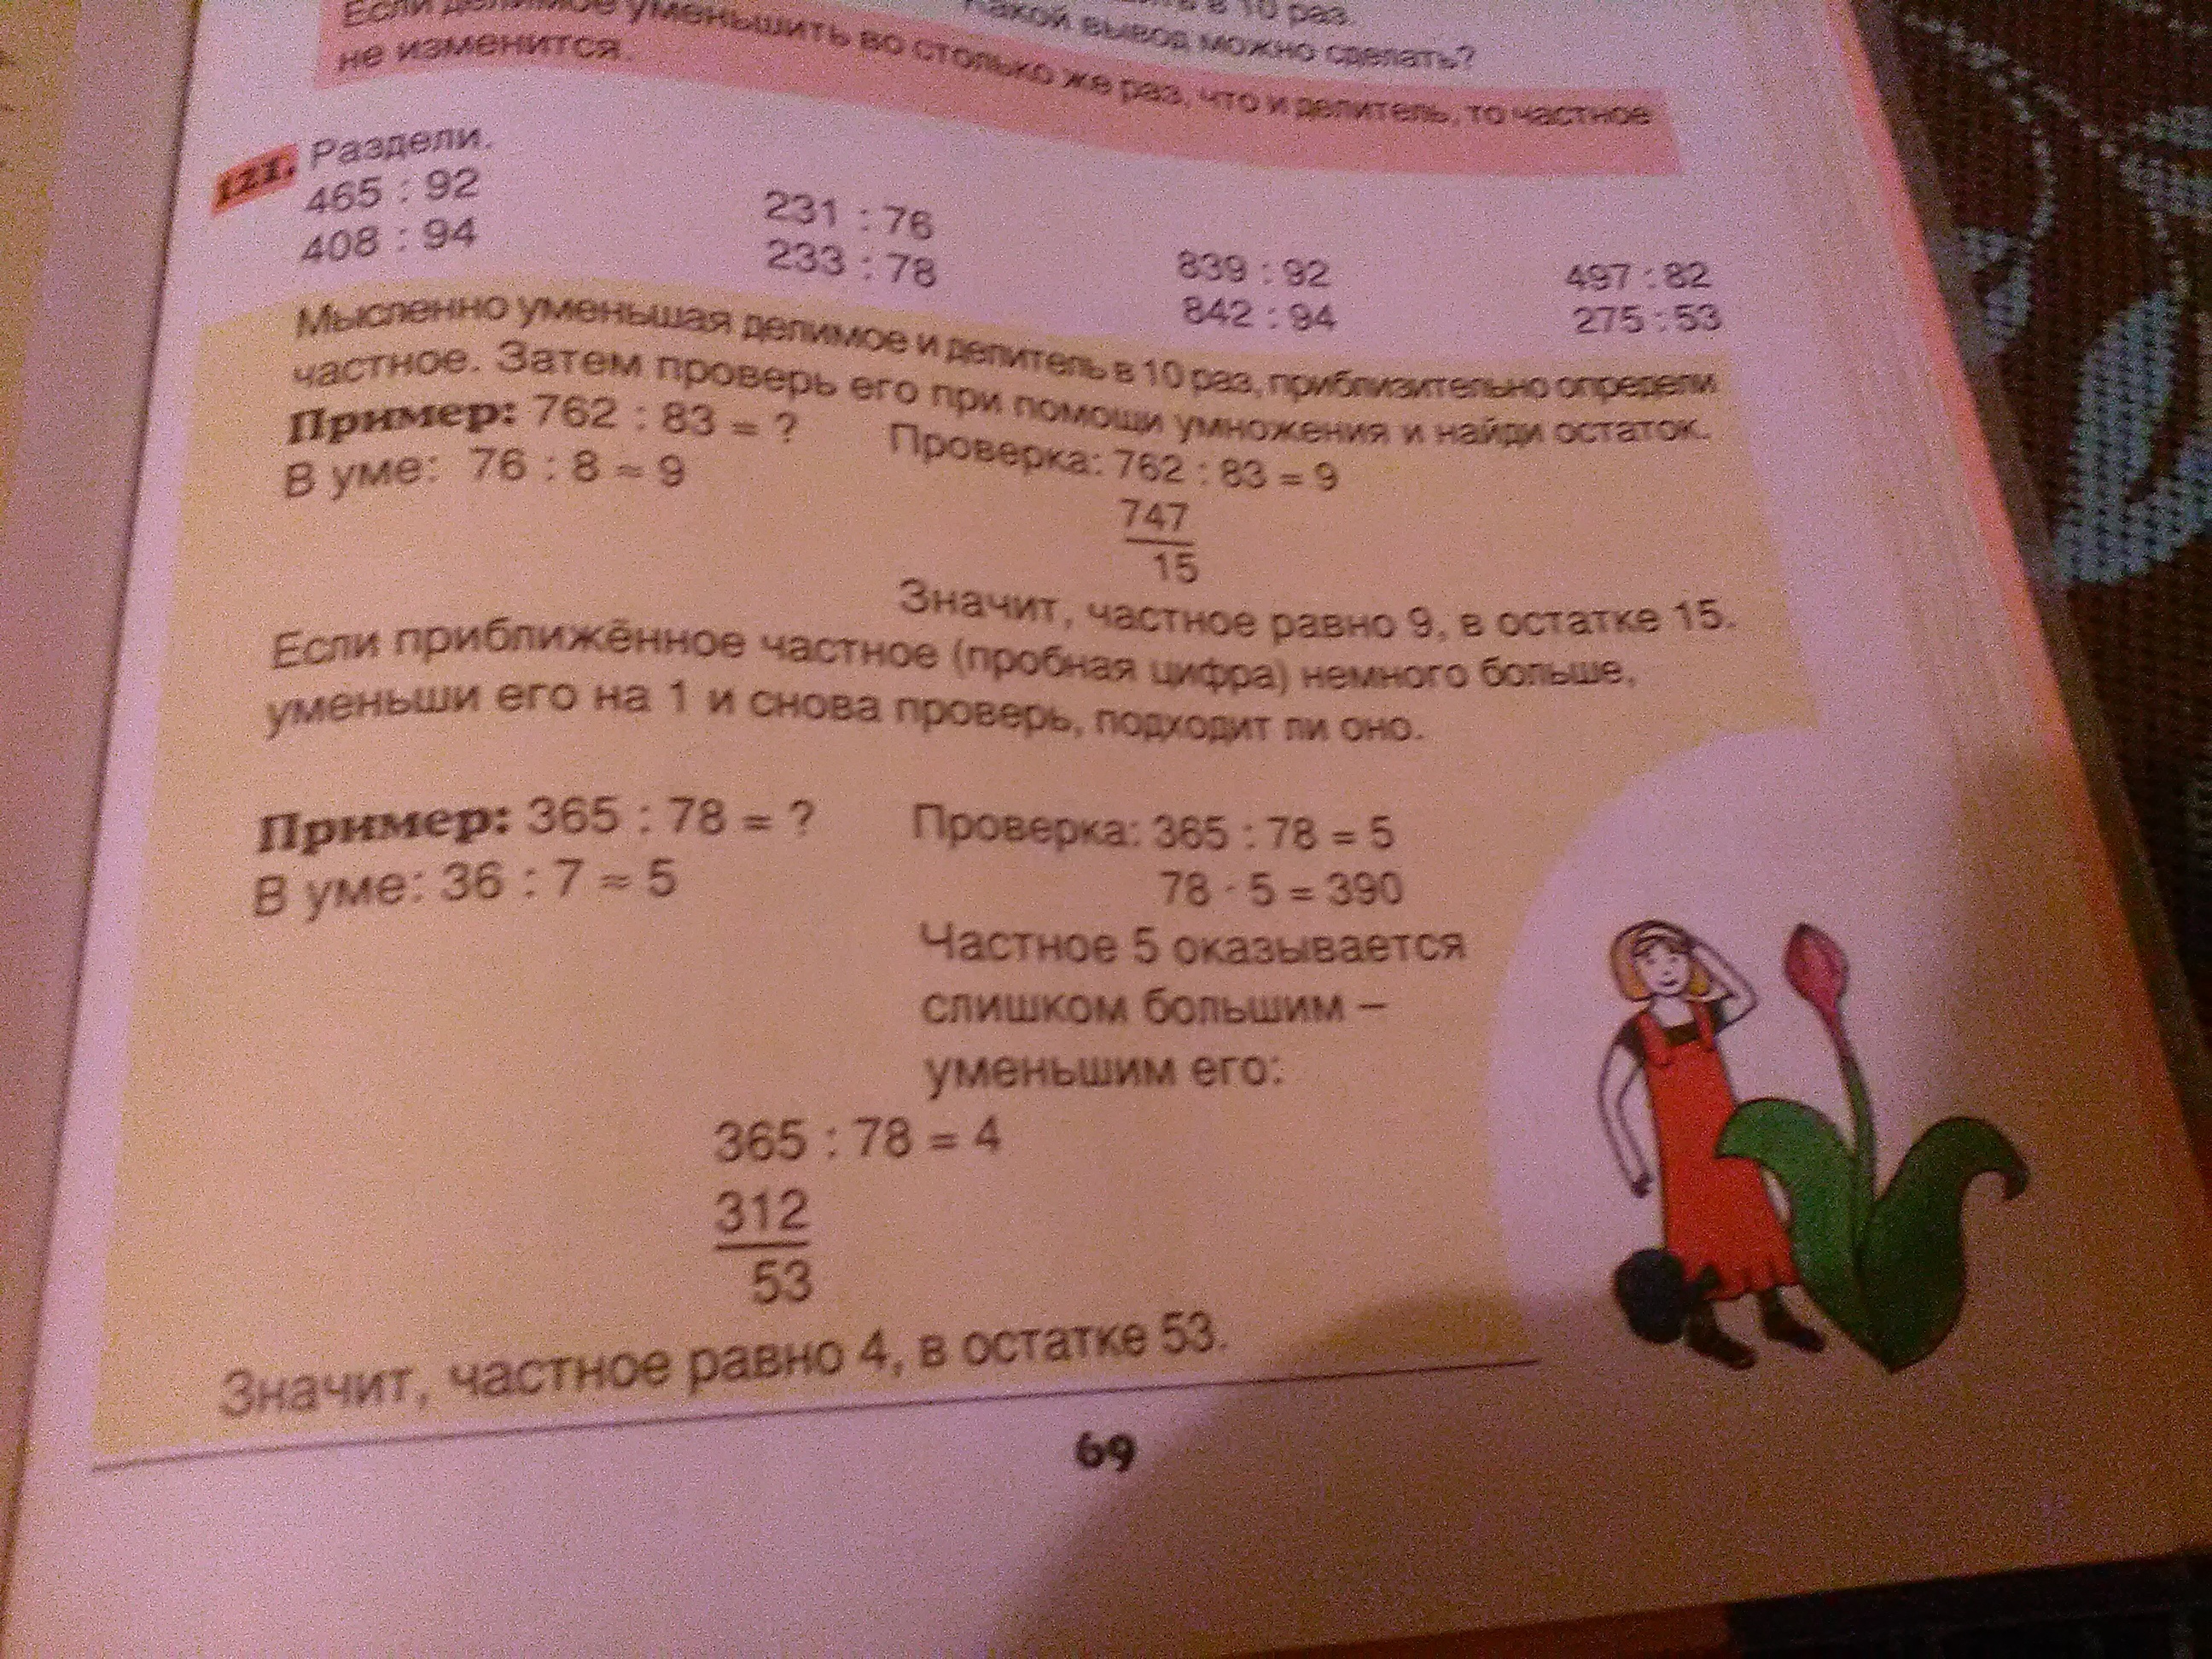 в 10 раз.
Какой вывод можно сделать?
Если делимое уменьшить во столько же раз, что и делитель, то частное
не изменится.
121. Раздели.
465 : 92 231 : 76 839 : 92 497 : 82
408 : 94 233 : 78 842 : 94 275 : 53
Мысленно уменьшая делимое и делитель в 10 раз, приблизительно определи
частное. Затем проверь его при помощи умножения и найди остаток.
Пример: 762 : 83 = ? Проверка: 762 : 83 = 9
В уме: 76 : 8 ≈ 9 747
15
Значит, частное равно 9, в остатке 15.
Если приближённое частное (пробная цифра) немного больше,
уменьши его на 1 и снова проверь, подходит ли оно.
Пример: 365 : 78 = ? Проверка: 365 : 78 = 5
В уме: 36 : 7 ≈ 5 78 · 5 = 390
Частное 5 оказывается
слишком большим –
уменьшим его:
365 : 78 = 4
312
53
Значит, частное равно 4, в остатке 53.
69